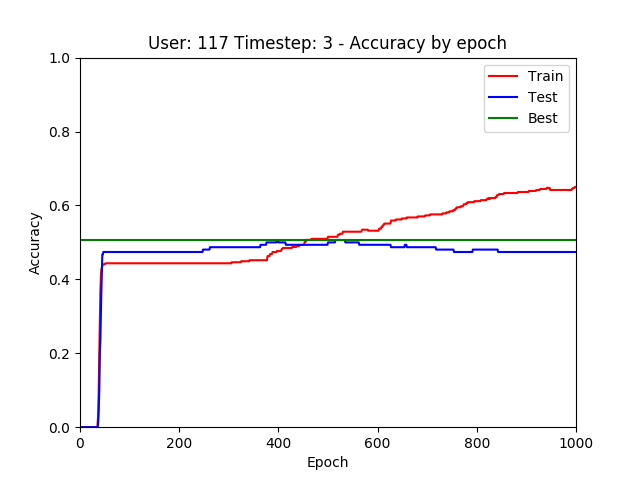 User: 117 Timestep: 3 - Accuracy by epoch
1.0
0.8
0.6
0.4
0.2
0.0
Accuracy
Train
Test
Best
0 200 400 600 800 1000
Epoch